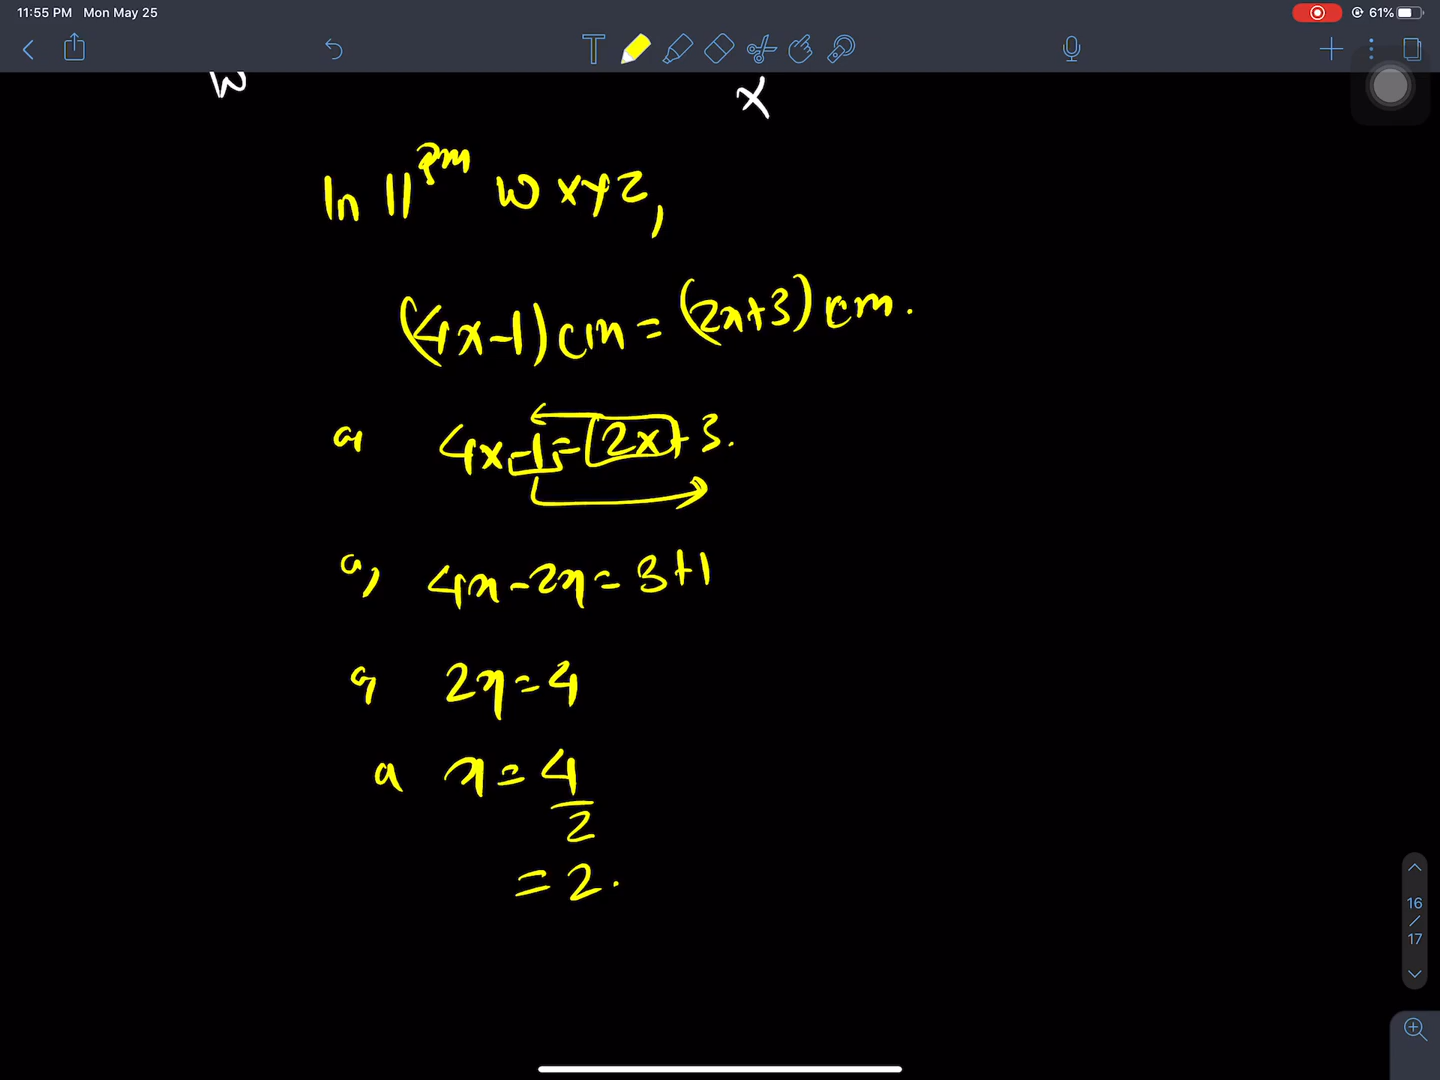 11:55 PM Mon May 25
61%
W
X
In ||gm WXYZ,
(4x-1) cm = (2x+3) cm.
4x-1=2x+3.
4x-2x=3+1
2x=4
x=4
2
=2.
16
/
17